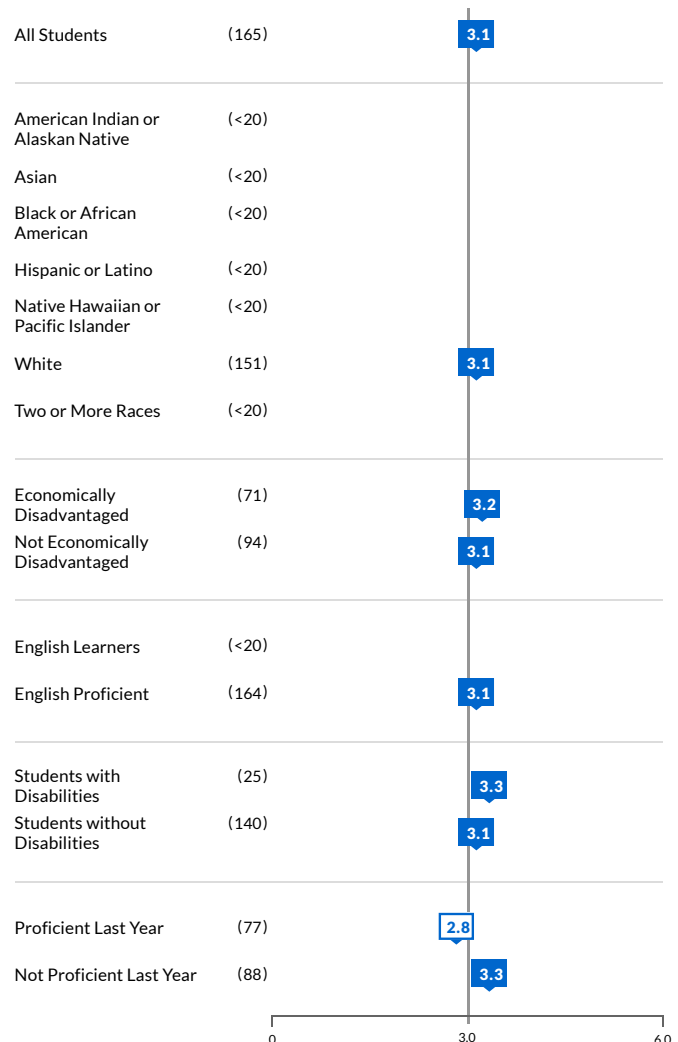 All Students (165) 3.1
American Indian or (<20)
Alaskan Native
Asian (<20)
Black or African (<20)
American
Hispanic or Latino (<20)
Native Hawaiian or (<20)
Pacific Islander
White (151) 3.1
Two or More Races (<20)
Economically (71) 3.2
Disadvantaged
Not Economically (94) 3.1
Disadvantaged
English Learners (<20)
English Proficient (164) 3.1
Students with (25) 3.3
Disabilities
Students without (140) 3.1
Disabilities
Proficient Last Year (77) 2.8
Not Proficient Last Year (88) 3.3
0 3.0 6.0